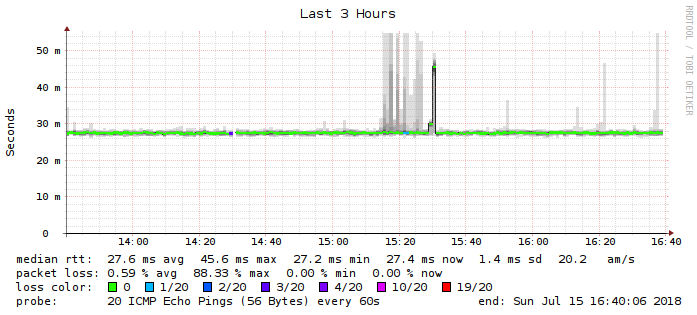 Last 3 Hours
RRDTOOL / TOBI OETIKER
Seconds
50 m
40 m
30 m
20 m
10 m
0
14:00 14:20 14:40 15:00 15:20 15:40 16:00 16:20 16:40
median rtt: 27.6 ms avg 45.6 ms max 27.2 ms min 27.4 ms now 1.4 ms sd 20.2 am/s
packet loss: 0.59 % avg 88.33 % max 0.00 % min 0.00 % now
loss color: 0 1/20 2/20 3/20 4/20 10/20 19/20
probe: 20 ICMP Echo Pings (56 Bytes) every 60s end: Sun Jul 15 16:40:06 2018